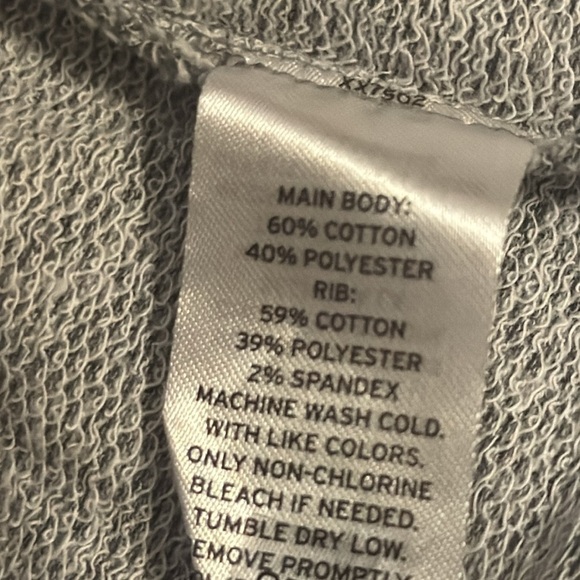 MAIN BODY:
60% COTTON
40% POLYESTER
RIB:
59% COTTON
39% POLYESTER
2% SPANDEX
MACHINE WASH COLD.
WITH LIKE COLORS.
ONLY NON-CHLORINE
BLEACH IF NEEDED.
TUMBLE DRY LOW.